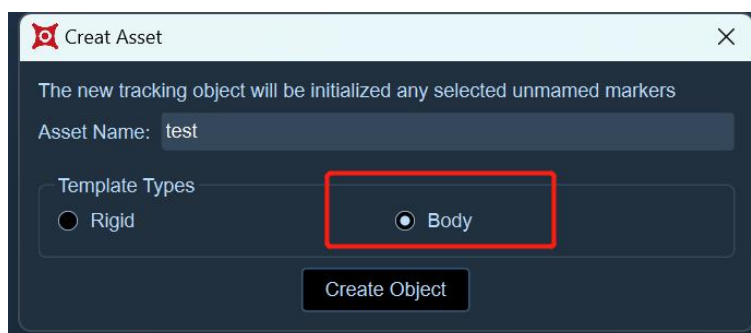 Creat Asset
The new tracking object will be initialized any selected unmamed markers
Asset Name: test
Template Types
Rigid Body
Create Object